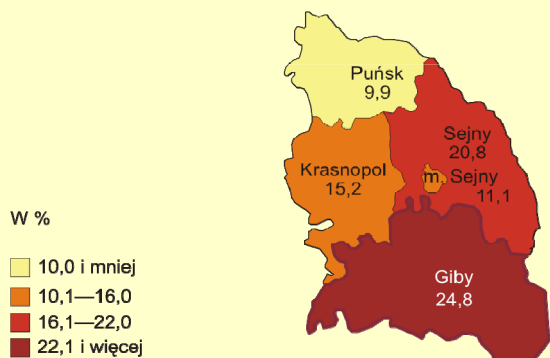 Puńsk
9,9
Sejny
20,8
Krasnopol
15,2
m. Sejny
11,1
Giby
24,8
W %
10,0 i mniej
10,1—16,0
16,1—22,0
22,1 i więcej